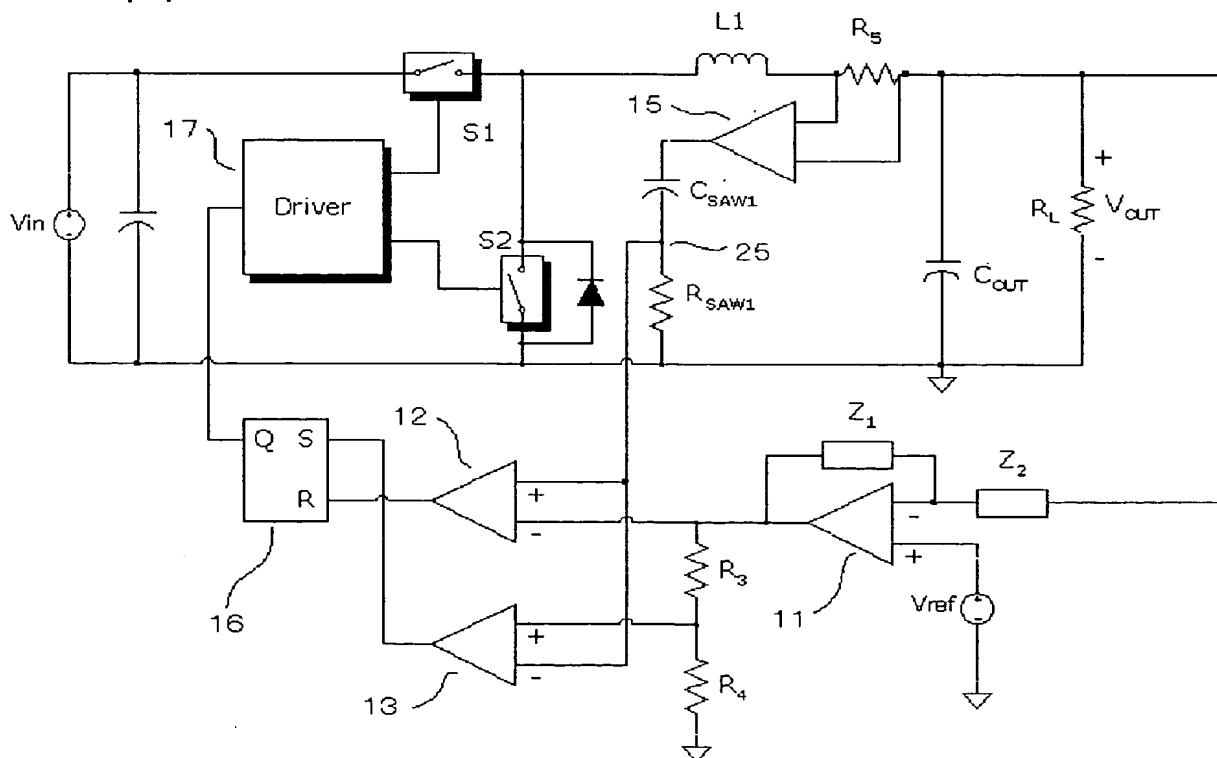 L1
R5
15
S1
17
Driver
Vin
CSAW1
25
S2
RSAW1
RL
+
VOUT
-
COUT
12
Z1
Z2
Q
S
R
+
-
-
+
11
R3
Vref
16
+
-
13
R4